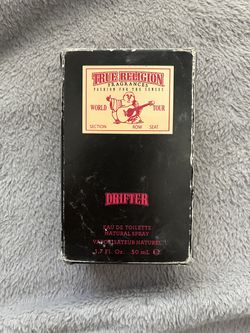 TRUE RELIGION
FRAGRANCES
FASHION FOR THE SENSES
WORLD TOUR
SECTION ROW SEAT
DRIFTER
EAU DE TOILETTE
NATURAL SPRAY
VAPORISATEUR NATUREL
1.7 Fl. Oz. 50 mL ℮